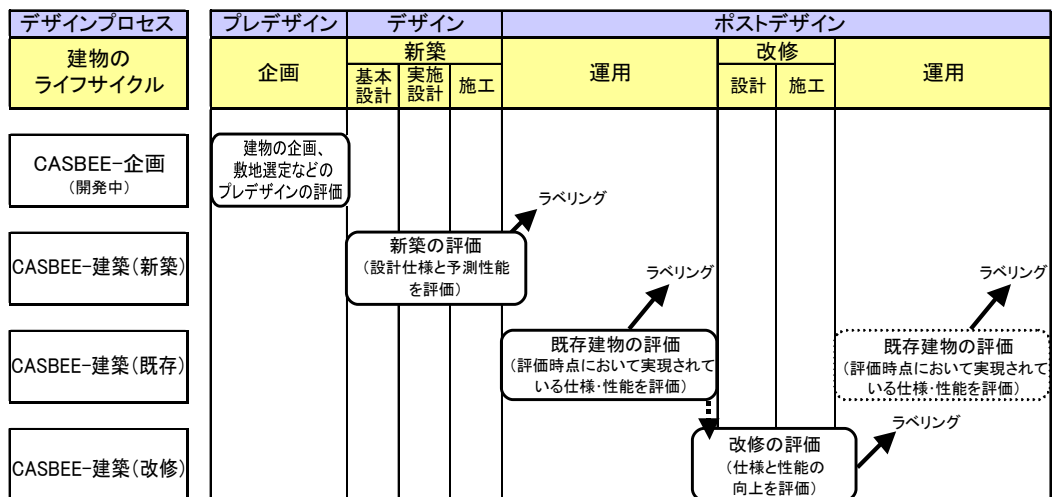 デザインプロセス
プレデザイン
デザイン
ポストデザイン
建物の
ライフサイクル
企画
新築
基本
設計
実施
設計
施工
運用
改修
設計
施工
運用
CASBEE-企画
(開発中)
建物の企画、
敷地選定などの
プレデザインの評価
ラベリング
CASBEE-建築(新築)
新築の評価
(設計仕様と予測性能
を評価)
ラベリング
ラベリング
CASBEE-建築(既存)
既存建物の評価
(評価時点において実現されて
いる仕様・性能を評価)
既存建物の評価
(評価時点において実現されて
いる仕様・性能を評価)
ラベリング
CASBEE-建築(改修)
改修の評価
(仕様と性能の
向上を評価)